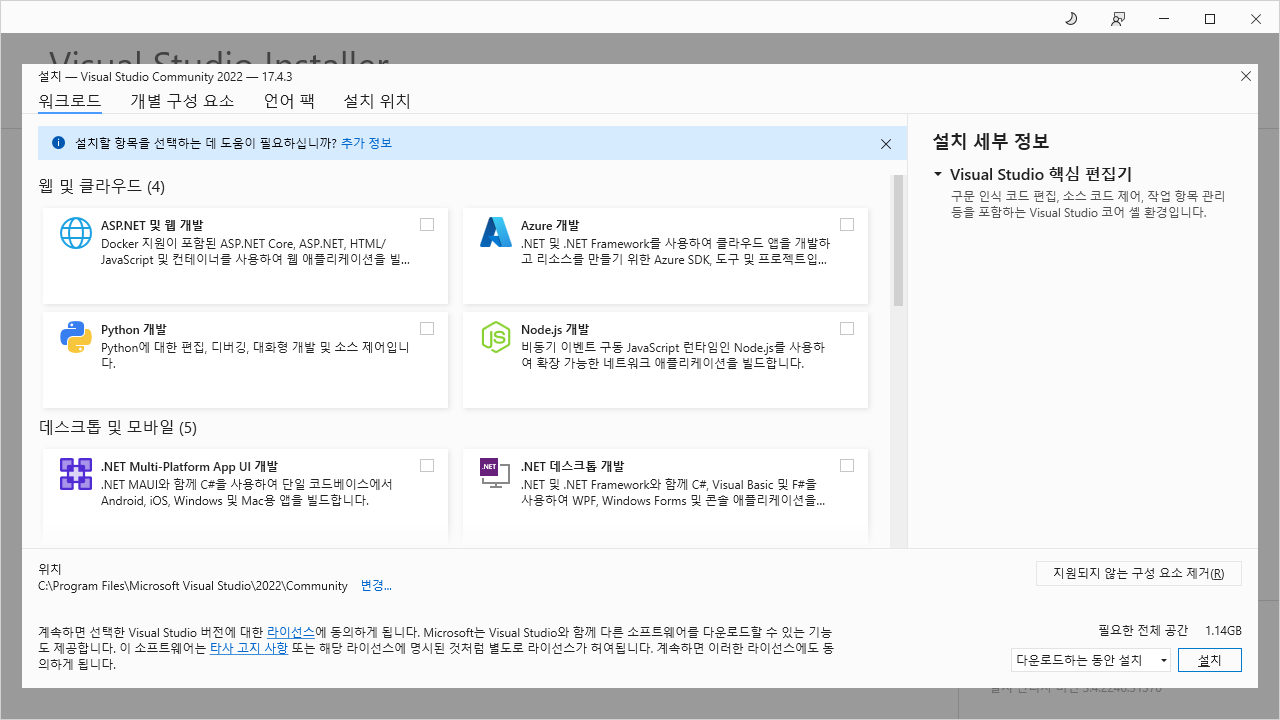 Visual Studio Installer
설치 — Visual Studio Community 2022 — 17.4.3
워크로드 개별 구성 요소 언어 팩 설치 위치
설치할 항목을 선택하는 데 도움이 필요하십니까? 추가 정보
웹 및 클라우드 (4)
ASP.NET 및 웹 개발
Docker 지원이 포함된 ASP.NET Core, ASP.NET, HTML/
JavaScript 및 컨테이너를 사용하여 웹 애플리케이션을 빌...
Azure 개발
.NET 및 .NET Framework를 사용하여 클라우드 앱을 개발하
고 리소스를 만들기 위한 Azure SDK, 도구 및 프로젝트입...
Python 개발
Python에 대한 편집, 디버깅, 대화형 개발 및 소스 제어입니
다.
Node.js 개발
비동기 이벤트 구동 JavaScript 런타임인 Node.js를 사용하
여 확장 가능한 네트워크 애플리케이션을 빌드합니다.
데스크톱 및 모바일 (5)
.NET Multi-Platform App UI 개발
.NET MAUI와 함께 C#을 사용하여 단일 코드베이스에서
Android, iOS, Windows 및 Mac용 앱을 빌드합니다.
.NET
.NET 데스크톱 개발
.NET 및 .NET Framework와 함께 C#, Visual Basic 및 F#을
사용하여 WPF, Windows Forms 및 콘솔 애플리케이션을...
설치 세부 정보
Visual Studio 핵심 편집기
구문 인식 코드 편집, 소스 코드 제어, 작업 항목 관리
등을 포함하는 Visual Studio 코어 셸 환경입니다.
위치
C:\Program Files\Microsoft Visual Studio\2022\Community 변경...
지원되지 않는 구성 요소 제거(R)
계속하면 선택한 Visual Studio 버전에 대한 라이선스에 동의하게 됩니다. Microsoft는 Visual Studio와 함께 다른 소프트웨어를 다운로드할 수 있는 기능
도 제공합니다. 이 소프트웨어는 타사 고지 사항 또는 해당 라이선스에 명시된 것처럼 별도로 라이선스가 허여됩니다. 계속하면 이러한 라이선스에도 동
의하게 됩니다.
필요한 전체 공간 1.14GB
다운로드하는 동안 설치 설치